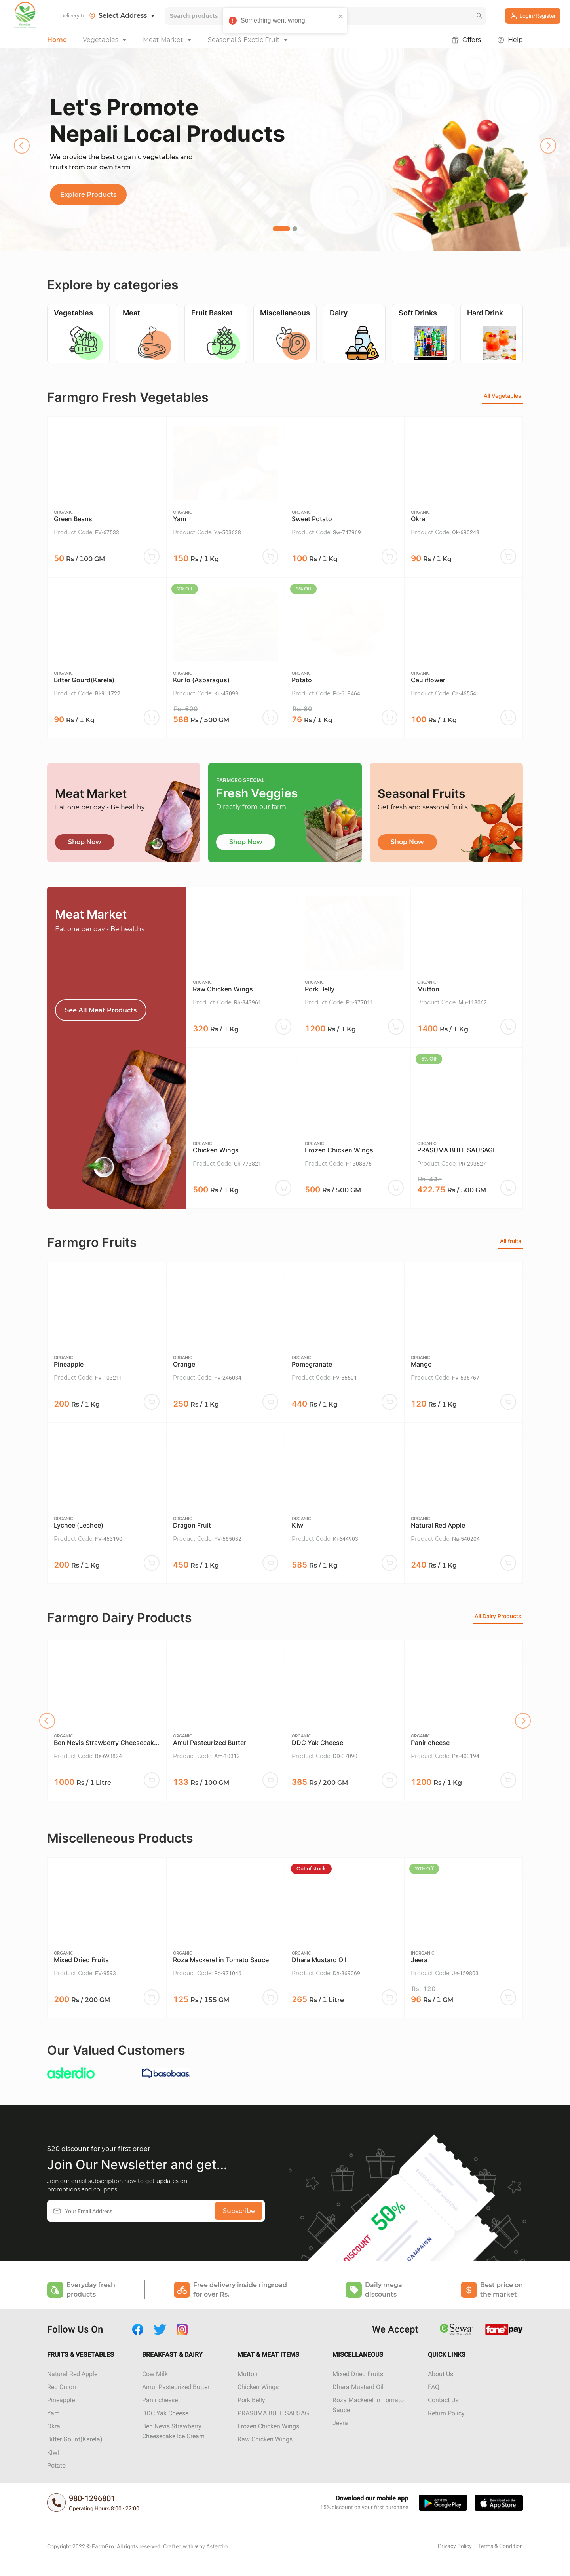 Delivery to
Select Address
Search products
Something went wrong
Login/Register
Home
Vegetables
Meat Market
Seasonal & Exotic Fruit
Offers
Help
Let's Promote
Nepali Local Products
We provide the best organic vegetables and
fruits from our own farm
Explore Products
Explore by categories
Vegetables
Meat
Fruit Basket
Miscellaneous
Dairy
Soft Drinks
Hard Drink
Farmgro Fresh Vegetables
All Vegetables
ORGANIC
Green Beans
Product Code: FV-67533
50 Rs / 100 GM
ORGANIC
Yam
Product Code: Ya-503638
150 Rs / 1 Kg
ORGANIC
Sweet Potato
Product Code: Sw-747969
100 Rs / 1 Kg
ORGANIC
Okra
Product Code: Ok-690243
90 Rs / 1 Kg
ORGANIC
Bitter Gourd(Karela)
Product Code: Bi-911722
90 Rs / 1 Kg
2% Off
ORGANIC
Kurilo (Asparagus)
Product Code: Ku-47099
Rs. 600
588 Rs / 500 GM
5% Off
ORGANIC
Potato
Product Code: Po-619464
Rs. 80
76 Rs / 1 Kg
ORGANIC
Cauliflower
Product Code: Ca-46554
100 Rs / 1 Kg
Meat Market
Eat one per day - Be healthy
Shop Now
FARMGRO SPECIAL
Fresh Veggies
Directly from our farm
Shop Now
Seasonal Fruits
Get fresh and seasonal fruits
Shop Now
Meat Market
Eat one per day - Be healthy
See All Meat Products
ORGANIC
Raw Chicken Wings
Product Code: Ra-843961
320 Rs / 1 Kg
ORGANIC
Pork Belly
Product Code: Po-977011
1200 Rs / 1 Kg
ORGANIC
Mutton
Product Code: Mu-118062
1400 Rs / 1 Kg
ORGANIC
Chicken Wings
Product Code: Ch-773821
500 Rs / 1 Kg
ORGANIC
Frozen Chicken Wings
Product Code: Fr-308875
500 Rs / 500 GM
5% Off
ORGANIC
PRASUMA BUFF SAUSAGE
Product Code: PR-293527
Rs. 445
422.75 Rs / 500 GM
Farmgro Fruits
All fruits
ORGANIC
Pineapple
Product Code: FV-103211
200 Rs / 1 Kg
ORGANIC
Orange
Product Code: FV-246034
250 Rs / 1 Kg
ORGANIC
Pomegranate
Product Code: FV-56501
440 Rs / 1 Kg
ORGANIC
Mango
Product Code: FV-636767
120 Rs / 1 Kg
ORGANIC
Lychee (Lechee)
Product Code: FV-463190
200 Rs / 1 Kg
ORGANIC
Dragon Fruit
Product Code: FV-665082
450 Rs / 1 Kg
ORGANIC
Kiwi
Product Code: Ki-644903
585 Rs / 1 Kg
ORGANIC
Natural Red Apple
Product Code: Na-540204
240 Rs / 1 Kg
Farmgro Dairy Products
All Dairy Products
ORGANIC
Ben Nevis Strawberry Cheesecak...
Product Code: Be-693824
1000 Rs / 1 Litre
ORGANIC
Amul Pasteurized Butter
Product Code: Am-10312
133 Rs / 100 GM
ORGANIC
DDC Yak Cheese
Product Code: DD-37090
365 Rs / 200 GM
ORGANIC
Panir cheese
Product Code: Pa-403194
1200 Rs / 1 Kg
Miscelleneous Products
ORGANIC
Mixed Dried Fruits
Product Code: FV-9593
200 Rs / 200 GM
ORGANIC
Roza Mackerel in Tomato Sauce
Product Code: Ro-971046
125 Rs / 155 GM
Out of stock
ORGANIC
Dhara Mustard Oil
Product Code: Dh-869069
265 Rs / 1 Litre
20% Off
INORGANIC
Jeera
Product Code: Je-159803
Rs. 120
96 Rs / 1 GM
Our Valued Customers
asterdio
basobaas
$20 discount for your first order
Join Our Newsletter and get...
Join our email subscription now to get updates on
promotions and coupons.
Your Email Address
Subscribe
DISCOUNT
50%
CAMPAIGN
Everyday fresh
products
Free delivery inside ringroad
for over Rs.
Daily mega
discounts
Best price on
the market
Follow Us On
We Accept
eSewa
fonepay
FRUITS & VEGETABLES
Natural Red Apple
Red Onion
Pineapple
Yam
Okra
Bitter Gourd(Karela)
Kiwi
Potato
BREAKFAST & DAIRY
Cow Milk
Amul Pasteurized Butter
Panir cheese
DDC Yak Cheese
Ben Nevis Strawberry
Cheesecake Ice Cream
MEAT & MEAT ITEMS
Mutton
Chicken Wings
Pork Belly
PRASUMA BUFF SAUSAGE
Frozen Chicken Wings
Raw Chicken Wings
MISCELLANEOUS
Mixed Dried Fruits
Dhara Mustard Oil
Roza Mackerel in Tomato
Sauce
Jeera
QUICK LINKS
About Us
FAQ
Contact Us
Return Policy
980-1296801
Operating Hours 8:00 - 22:00
Download our mobile app
15% discount on your first purchase
GET IT ON
Google Play
Download on the
App Store
Copyright 2022 © FarmGro. All rights reserved. Crafted with ♥ by Asterdio
Privacy Policy
Terms & Condition